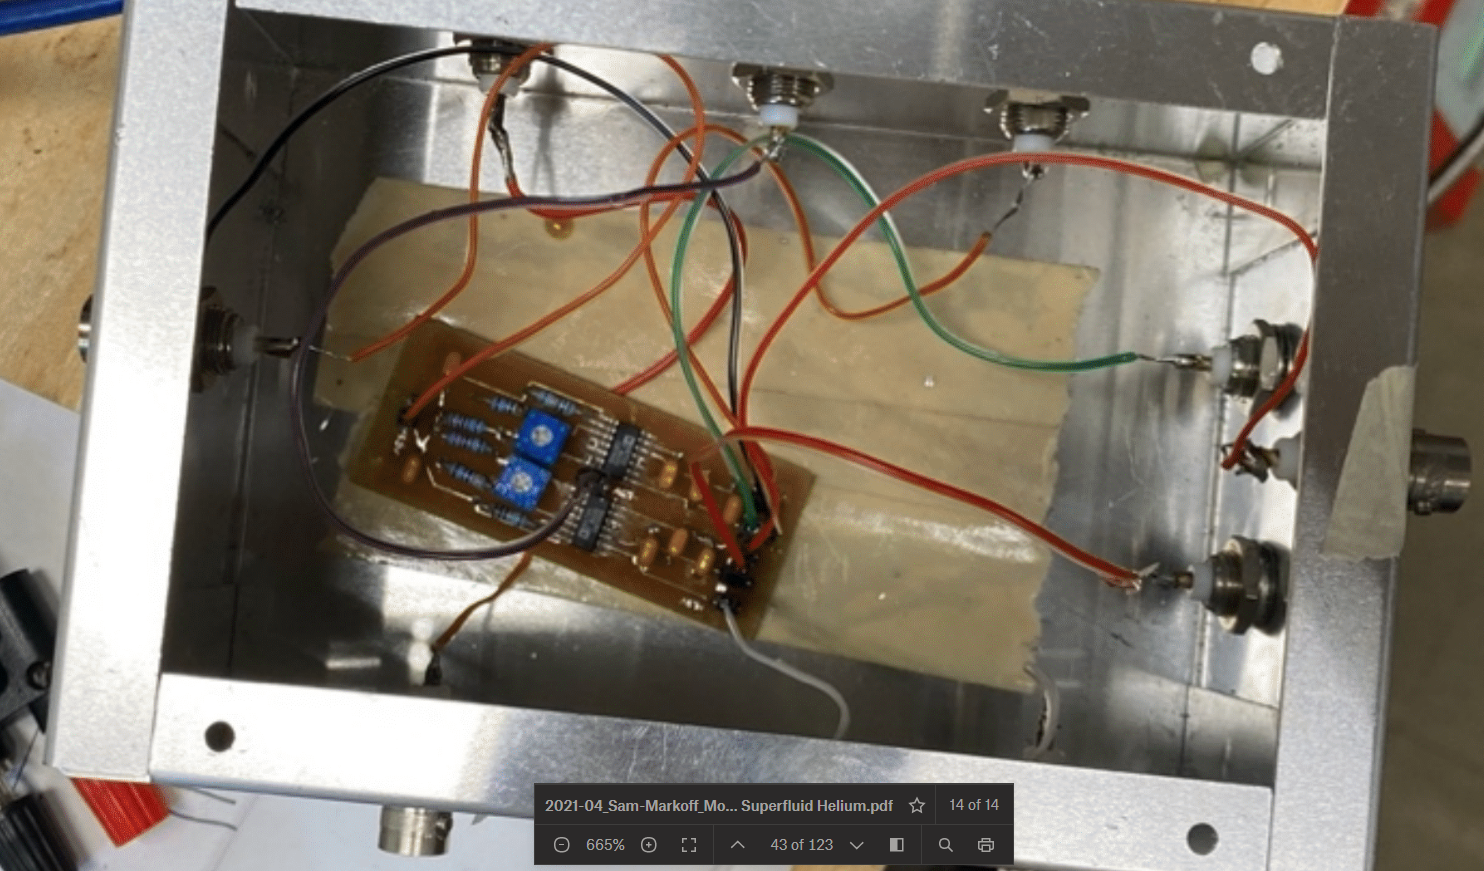 2021-04_Sam-Markoff_Mo... Superfluid Helium.pdf
14 of 14
665%
43 of 123